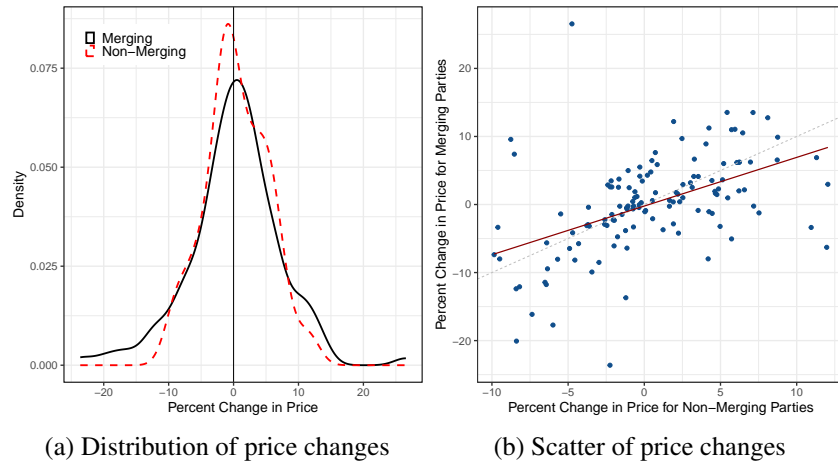 Merging
Non−Merging
Density
0.075
0.050
0.025
0.000
−20
−10
0
10
20
Percent Change in Price
(a) Distribution of price changes
Percent Change in Price for Merging Parties
20
10
0
−10
−20
−10
−5
0
5
10
Percent Change in Price for Non−Merging Parties
(b) Scatter of price changes